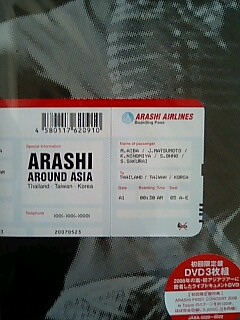 4 580117 620910
ARASHI AIRLINES
Boarding Pass
Special Information
Name of passenger
ARASHI
AROUND ASIA
Thailand · Taiwan · Korea
M.AIBA / J.MATSUMOTO /
K.NINOMIYA / S.OHNO /
S.SAKURAI
To
THAILAND / TAIWAN / KOREA
Gate
Boarding Time
Seat
A1
00:30 AM
05 A-E
Telephone
20070523
初回限定盤
DVD3枚組